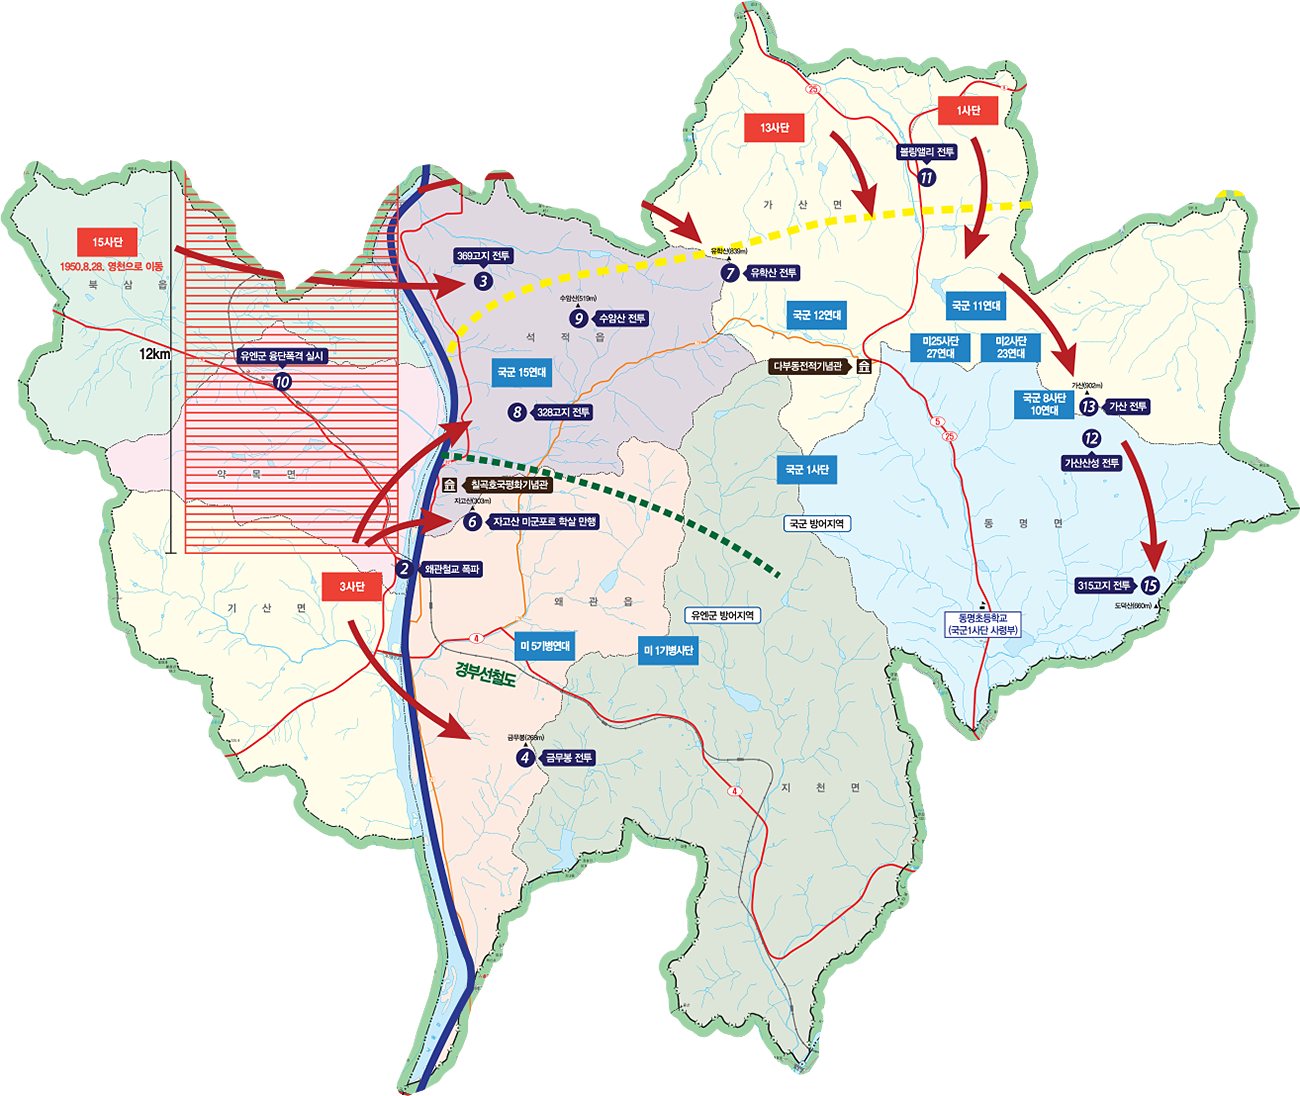 25
5
13사단
1사단
볼링앨리 전투
11
가 산 면
15사단
1950.8.28. 영천으로 이동
북 삼 읍
369고지 전투
3
유학산(839m)
7
유학산 전투
수암산(519m)
9
수암산 전투
석 적 읍
국군 12연대
국군 11연대
미25사단
27연대
미2사단
23연대
12km
유엔군 융단폭격 실시
10
국군 15연대
다부동전적기념관
가산(902m)
국군 8사단
10연대
13
가산 전투
8
328고지 전투
5
25
12
가산산성 전투
약 목 면
국군 1사단
칠곡호국평화기념관
자고산(303m)
6
자고산 미군포로 학살 만행
국군 방어지역
동 명 면
2
왜관철교 폭파
3사단
315고지 전투
15
도덕산(660m)
기 산 면
왜 관 읍
유엔군 방어지역
동명초등학교
(국군1사단 사령부)
4
미 5기병연대
미 1기병사단
경부선철도
금무봉(268m)
4
금무봉 전투
지 천 면
4